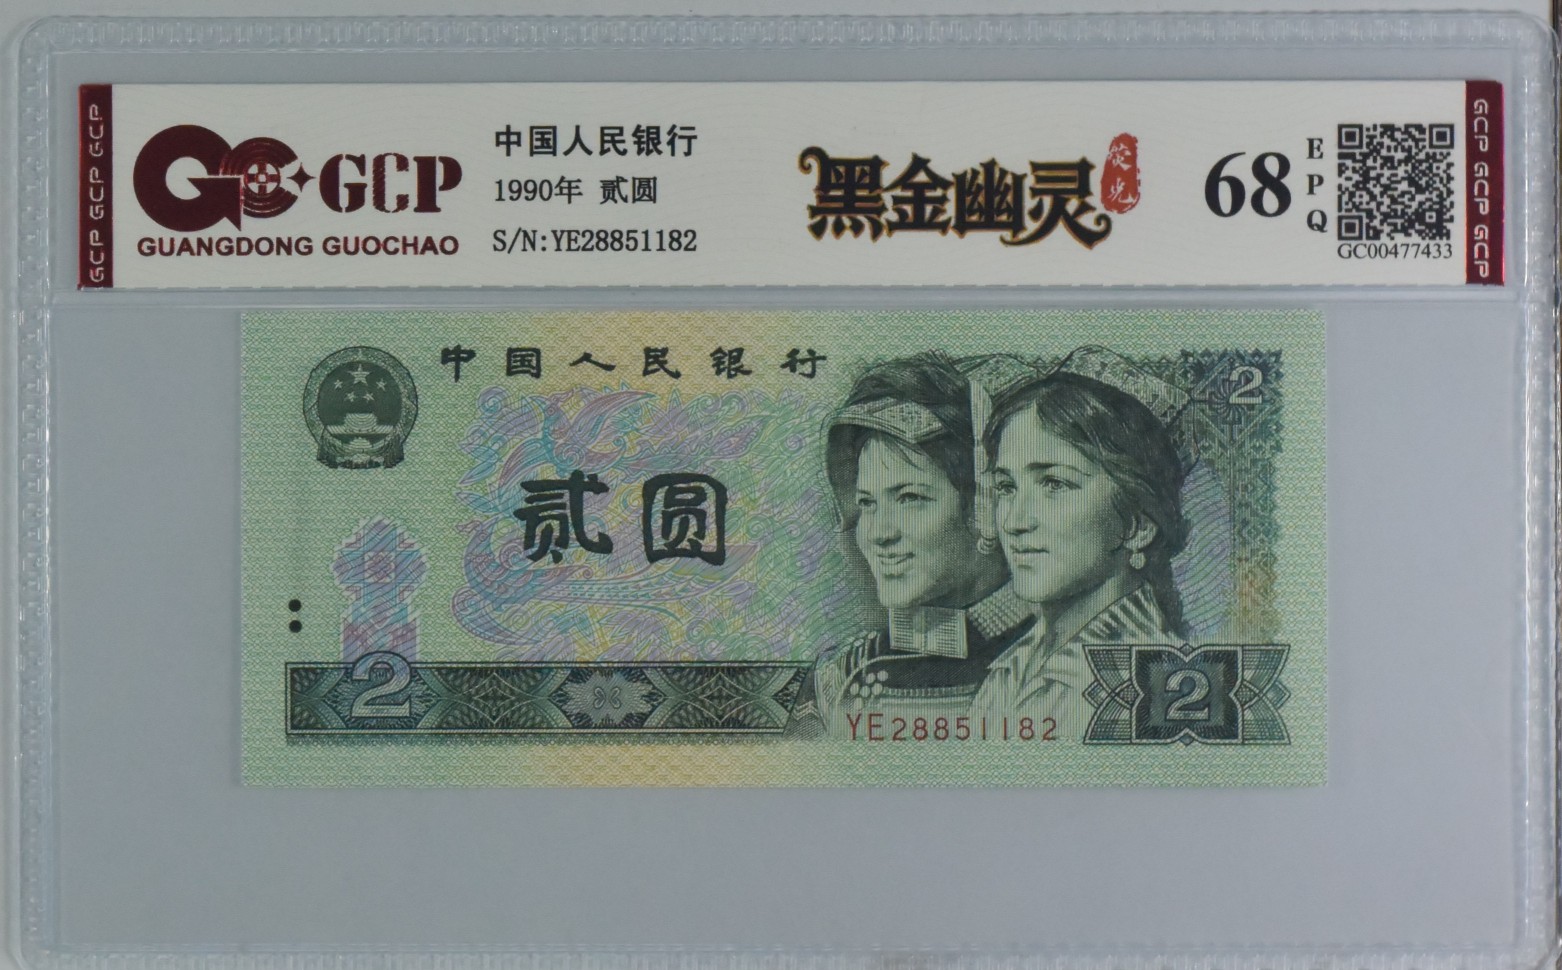 GCP GCP GCP
GCP
GUANGDONG GUOCHAO
中国人民银行
1990年 贰圆
S/N:YE28851182
黑金幽灵
荧光
68
EPQ
GC00477433
GCP GCP GCP
中国人民银行
2
贰圆
2
YE28851182
2